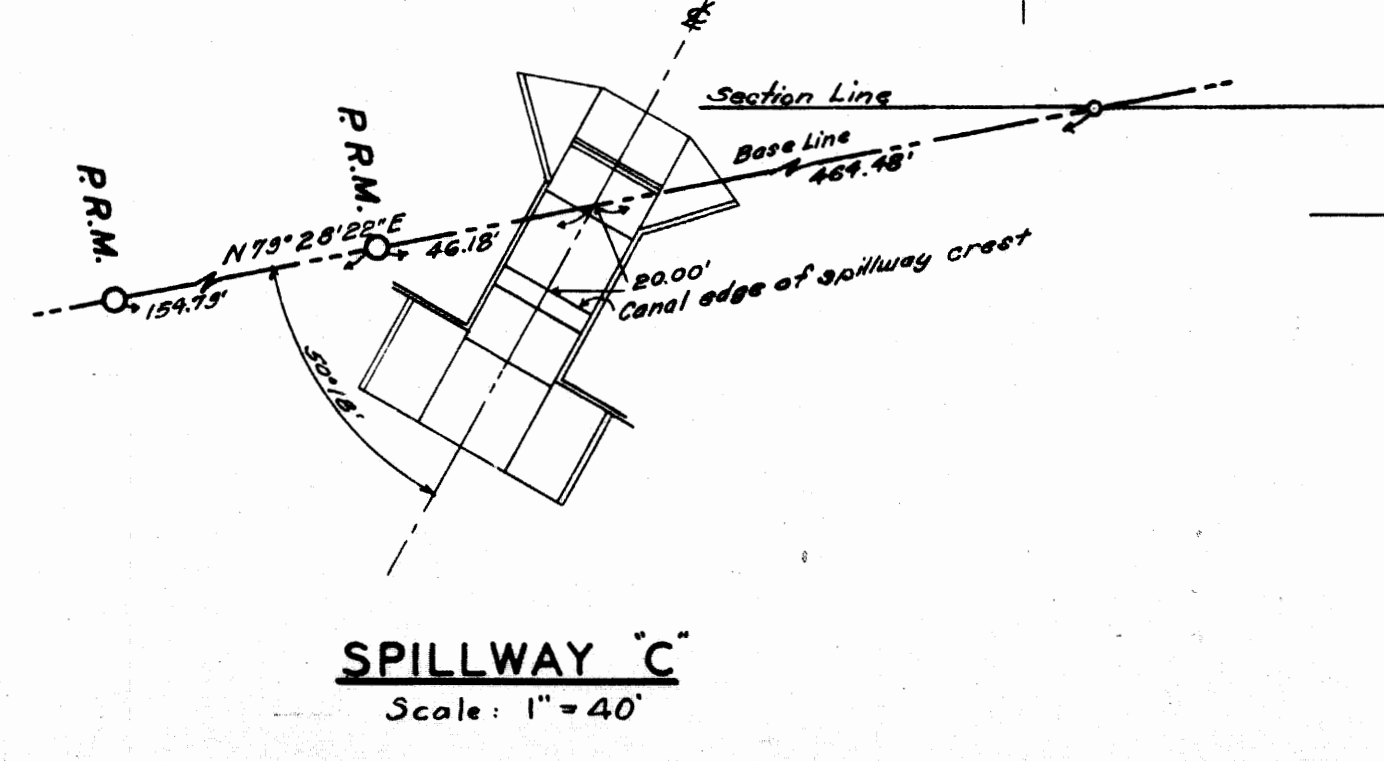 ℄
Section Line
Base Line
464.48'
P.R.M.
P.R.M.
N 79° 28' 22" E
46.18'
154.79'
20.00'
Canal edge of spillway crest
50° 18'
SPILLWAY "C"
Scale: 1" = 40'